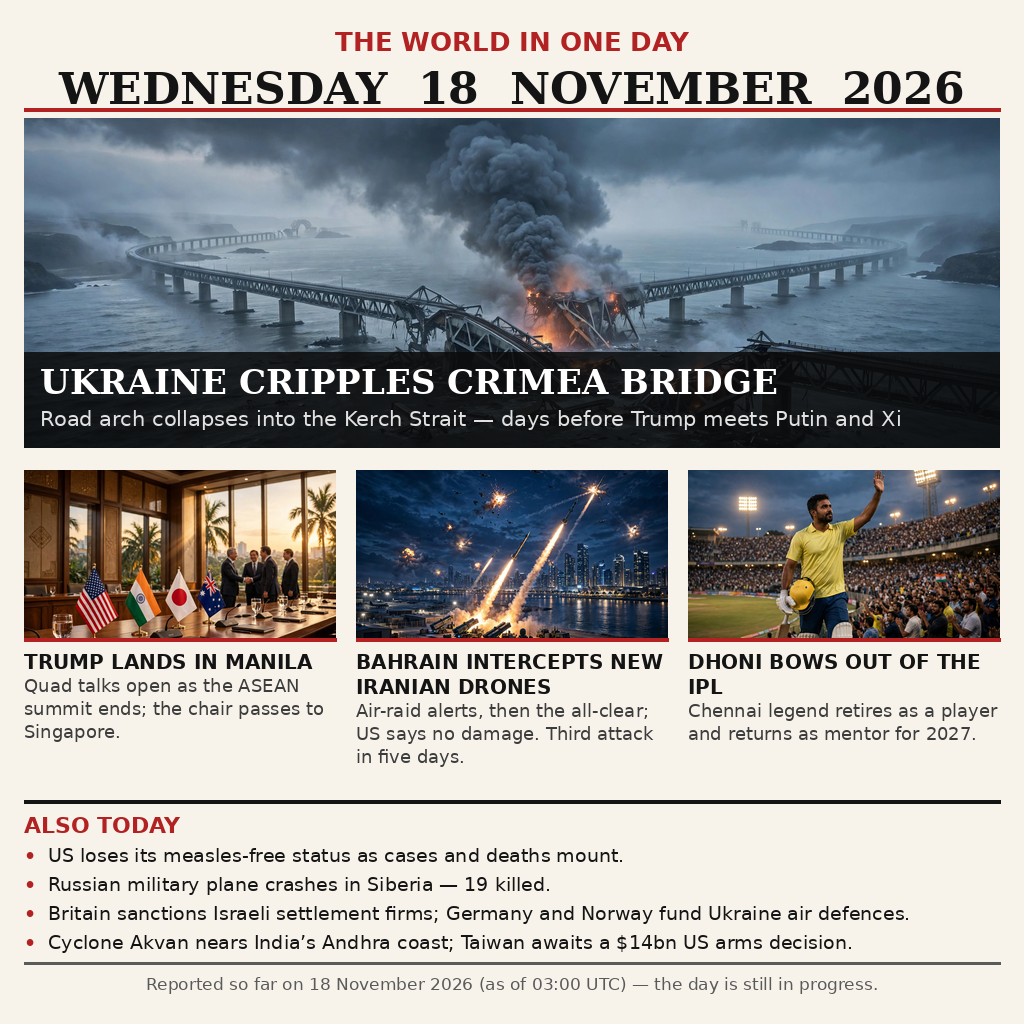 THE WORLD IN ONE DAY
WEDNESDAY 18 NOVEMBER 2026
UKRAINE CRIPPLES CRIMEA BRIDGE
Road arch collapses into the Kerch Strait — days before Trump meets Putin and Xi
TRUMP LANDS IN MANILA
Quad talks open as the ASEAN
summit ends; the chair passes to
Singapore.
BAHRAIN INTERCEPTS NEW
IRANIAN DRONES
Air-raid alerts, then the all-clear;
US says no damage. Third attack
in five days.
DHONI BOWS OUT OF THE
IPL
Chennai legend retires as a player
and returns as mentor for 2027.
ALSO TODAY
• US loses its measles-free status as cases and deaths mount.
• Russian military plane crashes in Siberia — 19 killed.
• Britain sanctions Israeli settlement firms; Germany and Norway fund Ukraine air defences.
• Cyclone Akvan nears India’s Andhra coast; Taiwan awaits a $14bn US arms decision.
Reported so far on 18 November 2026 (as of 03:00 UTC) — the day is still in progress.